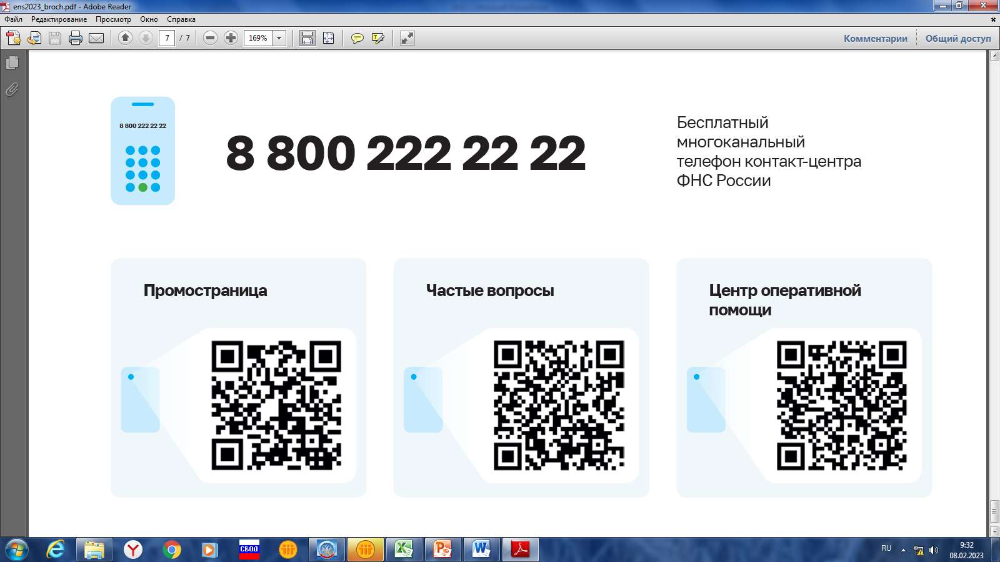 ens2023_broch.pdf - Adobe Reader
Файл Редактирование Просмотр Окно Справка
7 / 7 169% Комментарии Общий доступ
8 800 222 22 22
8 800 222 22 22
Бесплатный
многоканальный
телефон контакт-центра
ФНС России
Промостраница
Частые вопросы
Центр оперативной
помощи
СВОД
RU
9:32
08.02.2023